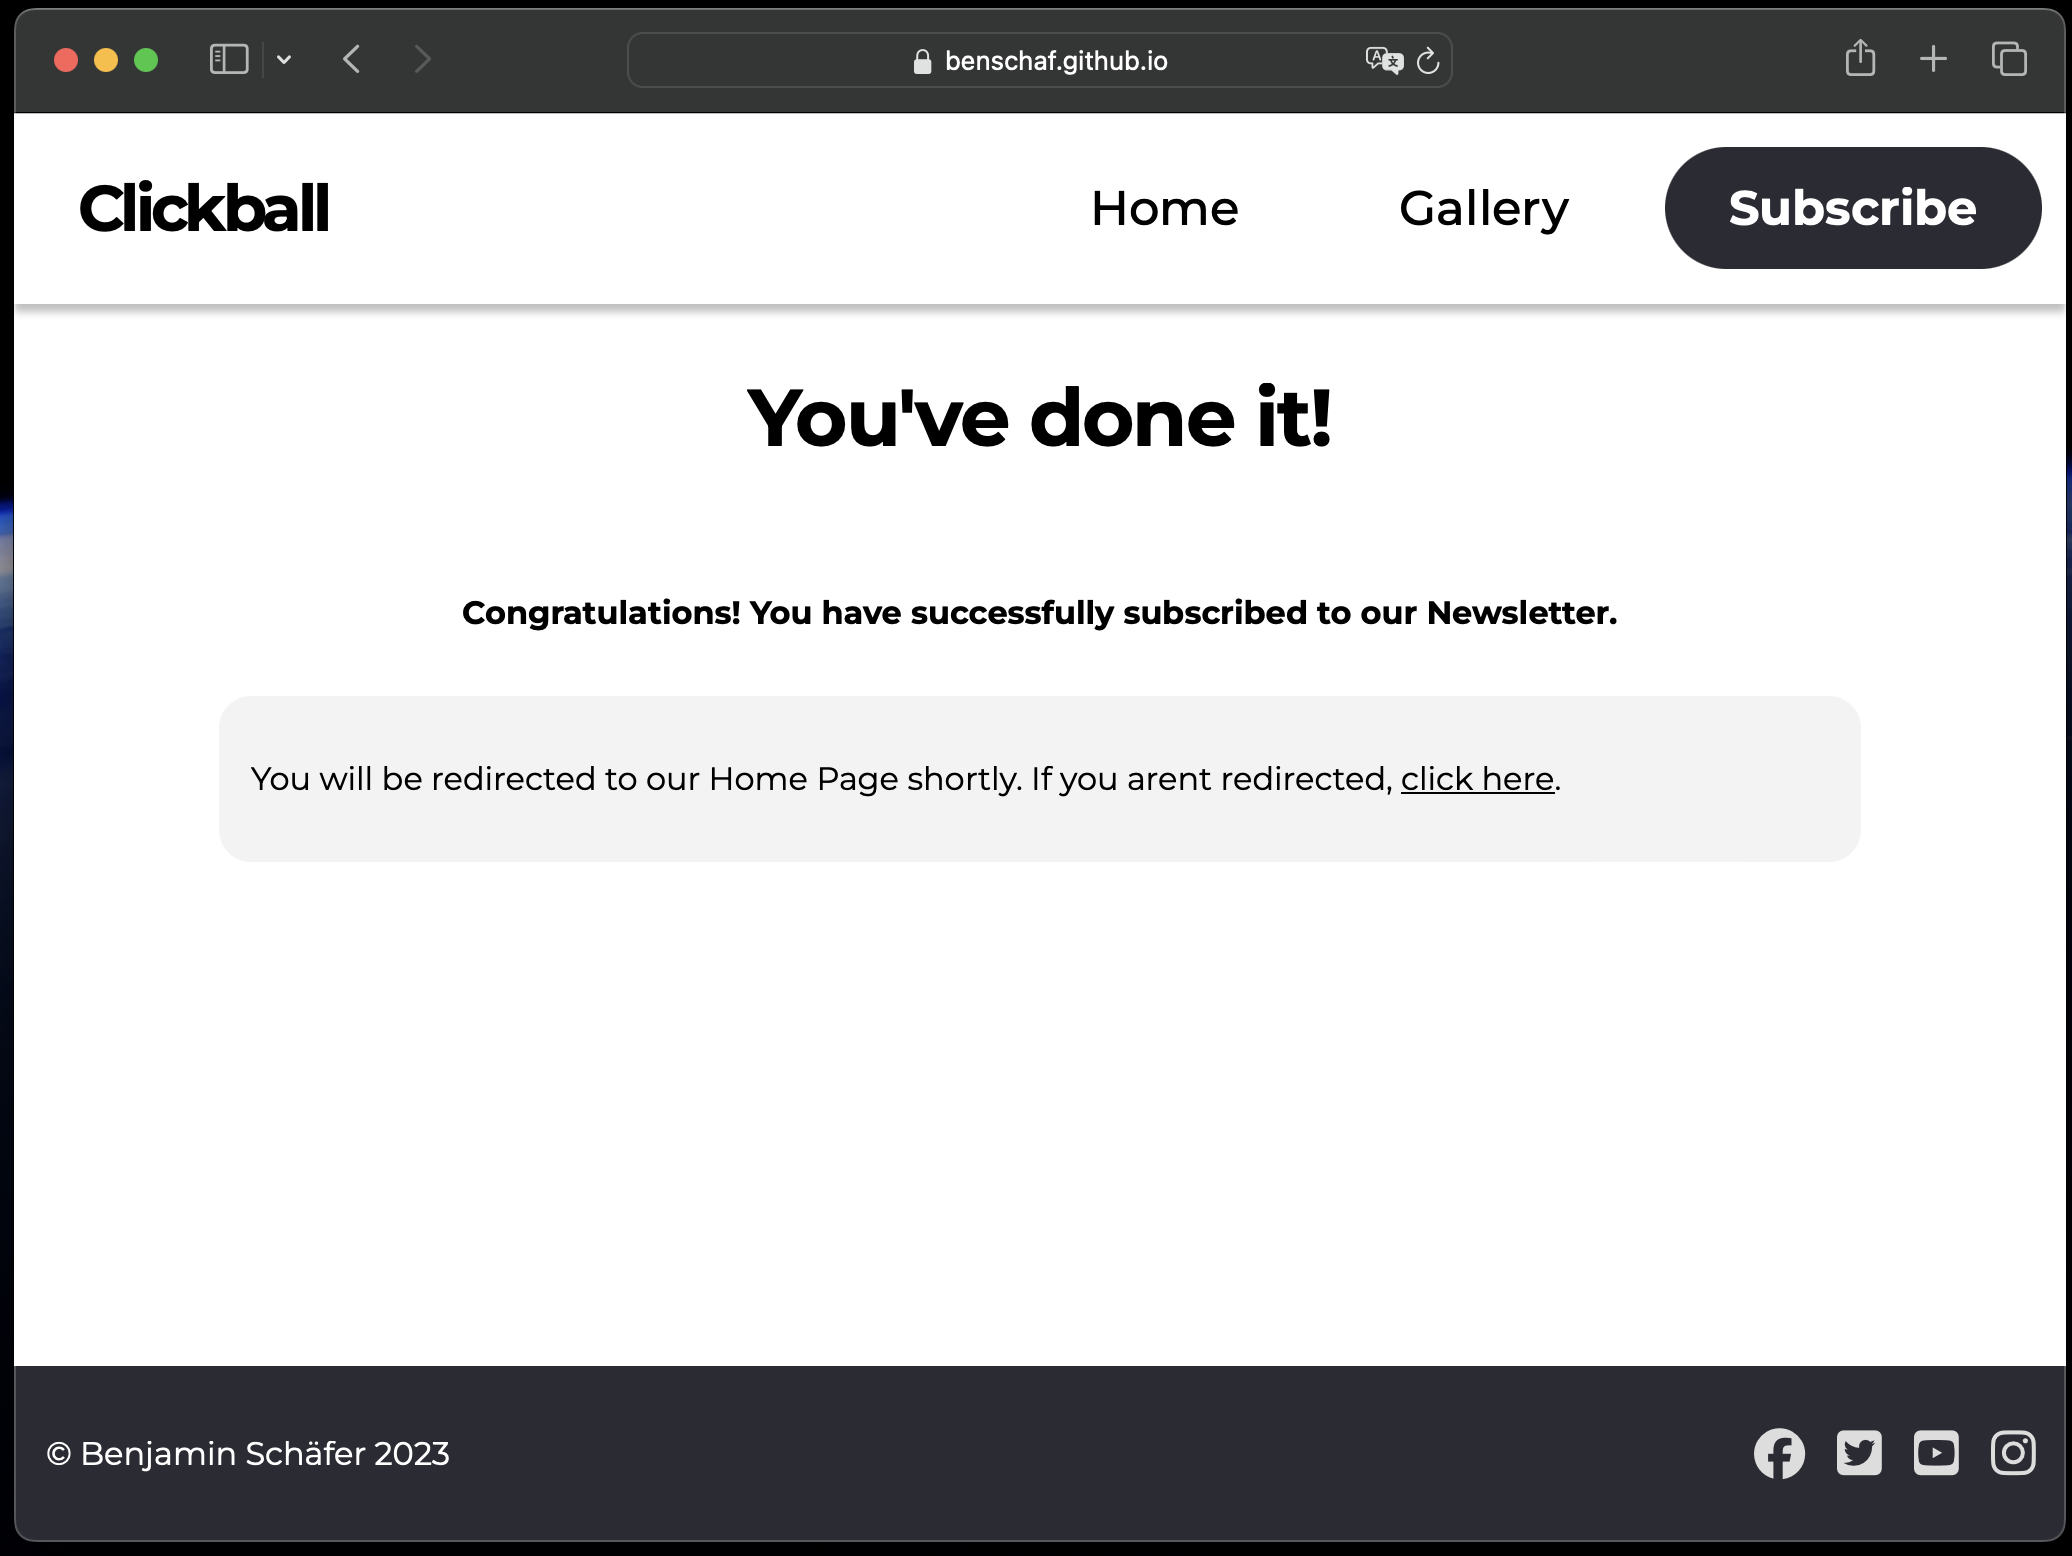 benschaf.github.io
Clickball
Home
Gallery
Subscribe
You've done it!
Congratulations! You have successfully subscribed to our Newsletter.
You will be redirected to our Home Page shortly. If you arent redirected, click here.
© Benjamin Schäfer 2023